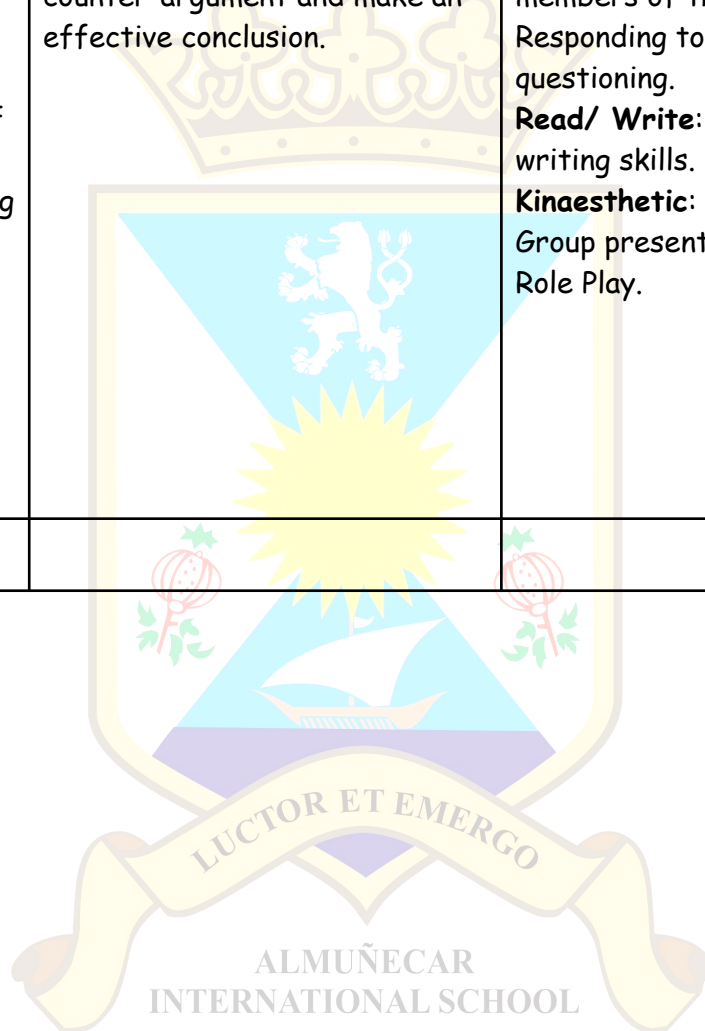 counter-argument and make an
effective conclusion.
members of
Responding to
questioning.
Read/ Write:
writing skills.
Kinaesthetic:
Group present
Role Play.
LUCTOR ET EMERGO
ALMUÑECAR
INTERNATIONAL SCHOOL